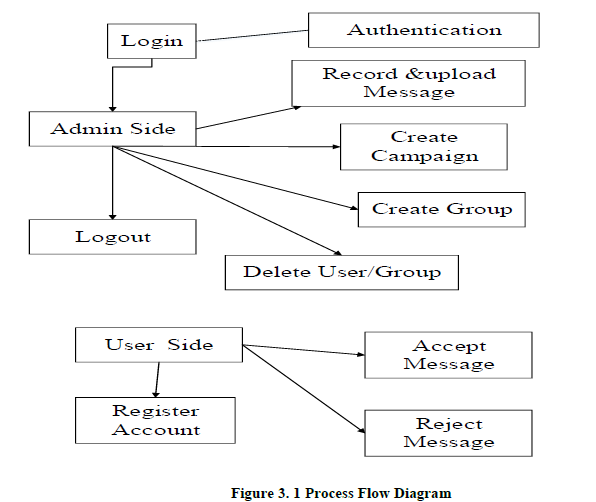 Login
Authentication
Record &upload
Message
Admin Side
Create
Campaign
Create Group
Logout
Delete User/Group
User Side
Accept
Message
Register
Account
Reject
Message
Figure 3. 1 Process Flow Diagram